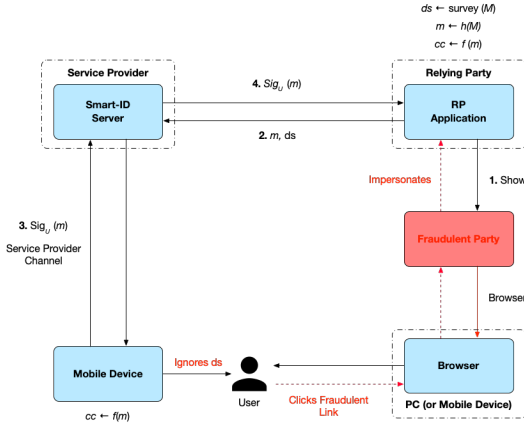 ds ← survey (M)
m ← h(M)
cc ← f (m)
Service Provider
Relying Party
4. Sig_U (m)
Smart-ID
Server
RP
Application
2. m, ds
Impersonates
1. Show
3. Sig_U (m)
Service Provider
Channel
Fraudulent Party
Browser
Ignores ds
Mobile Device
Browser
User
Clicks Fraudulent
Link
PC (or Mobile Device)
cc ← f(m)